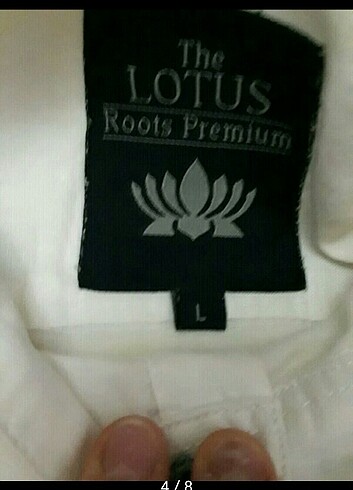 The
LOTUS
Roots Premium
L
4/8